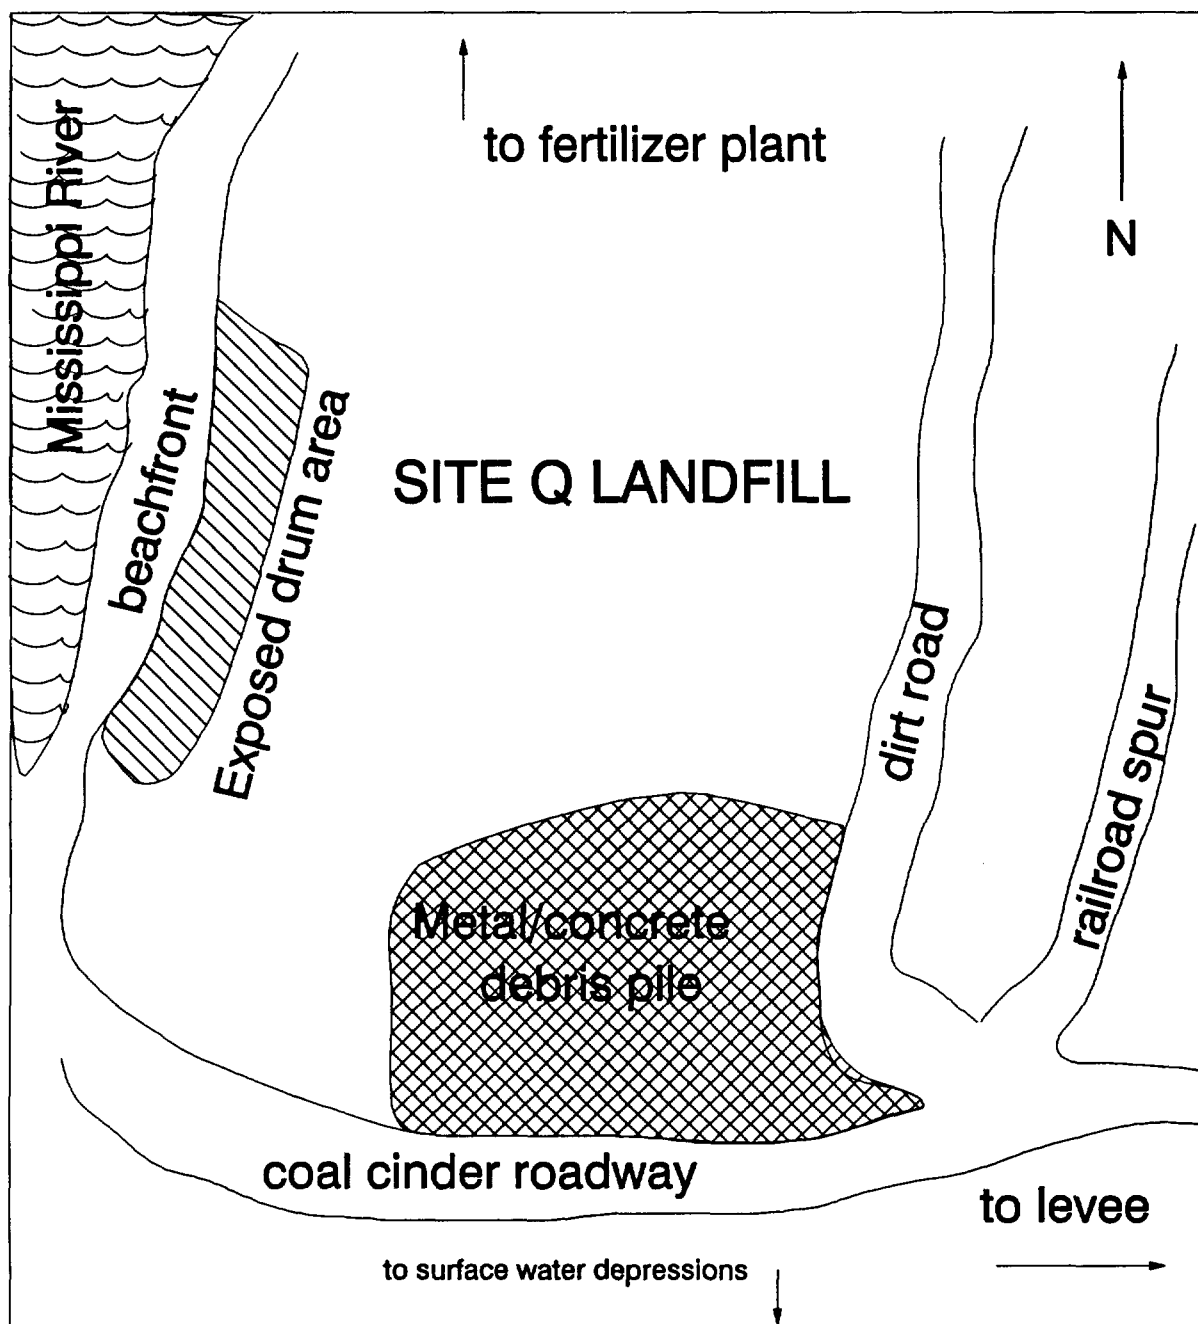 to fertilizer plant
N
Mississippi River
beachfront
Exposed drum area
SITE Q LANDFILL
dirt road
railroad spur
Metal/concrete
debris pile
coal cinder roadway
to levee
to surface water depressions